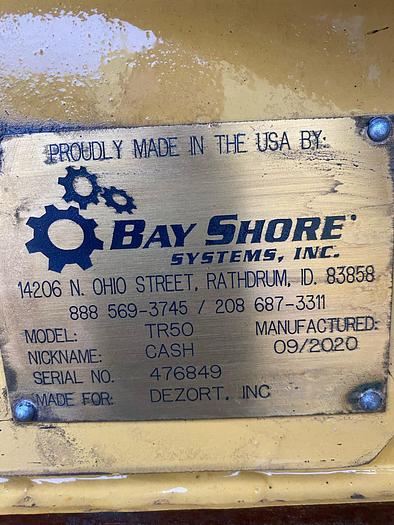 PROUDLY MADE IN THE USA BY:
BAY SHORE
SYSTEMS, INC.
14206 N. OHIO STREET, RATHDRUM, ID. 83858
888 569-3745 / 208 687-3311
MODEL: TR50 MANUFACTURED:
NICKNAME: CASH 09/2020
SERIAL NO. 476849
MADE FOR: DEZORT, INC